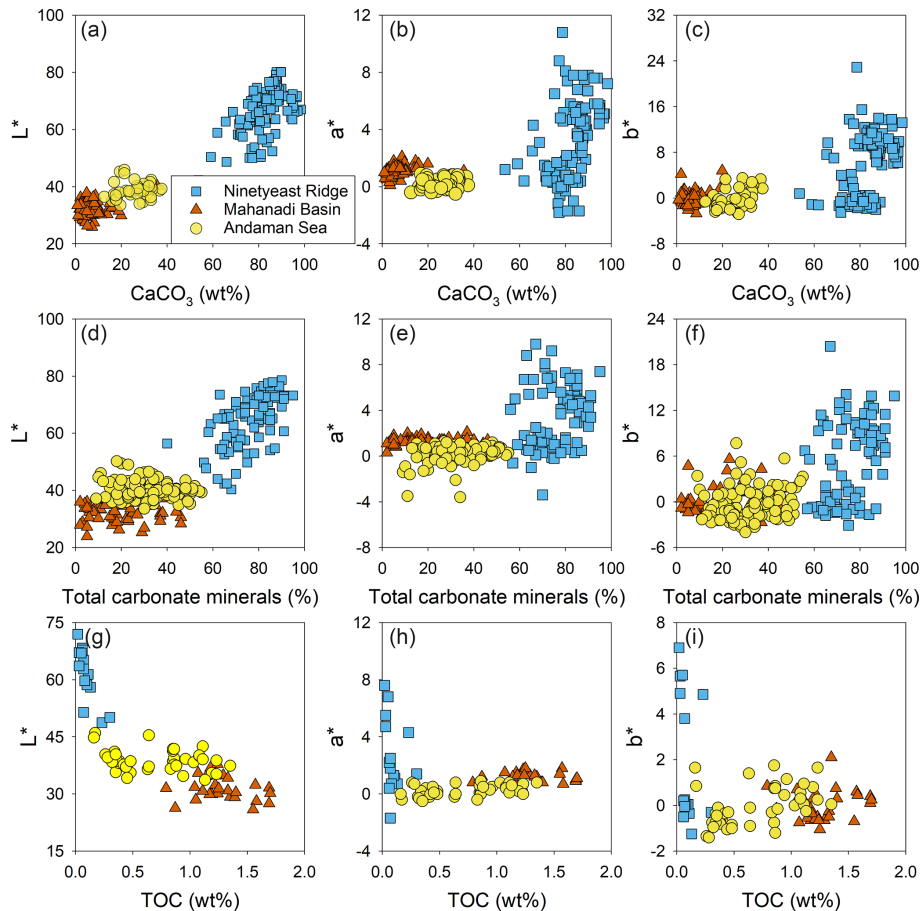 (a) (b) (c)
100 12 32
80 8 24
60 4 16
40 0 8
20 -4 0
-8
L* a* b*
0 20 40 60 80 100 0 20 40 60 80 100 0 20 40 60 80 100
CaCO₃ (wt%) CaCO₃ (wt%) CaCO₃ (wt%)
Ninetyeast Ridge
Mahanadi Basin
Andaman Sea
(d) (e) (f)
100 12 24
80 8 18
60 4 12
40 0 6
20 -4 0
-8 -6
L* a* b*
0 20 40 60 80 100 0 20 40 60 80 100 0 20 40 60 80 100
Total carbonate minerals (%) Total carbonate minerals (%) Total carbonate minerals (%)
(g) (h) (i)
75 12 8
60 8 6
45 4 4
30 0 2
15 -4 0
-2
L* a* b*
0.0 0.5 1.0 1.5 2.0 0.0 0.5 1.0 1.5 2.0 0.0 0.5 1.0 1.5 2.0
TOC (wt%) TOC (wt%) TOC (wt%)